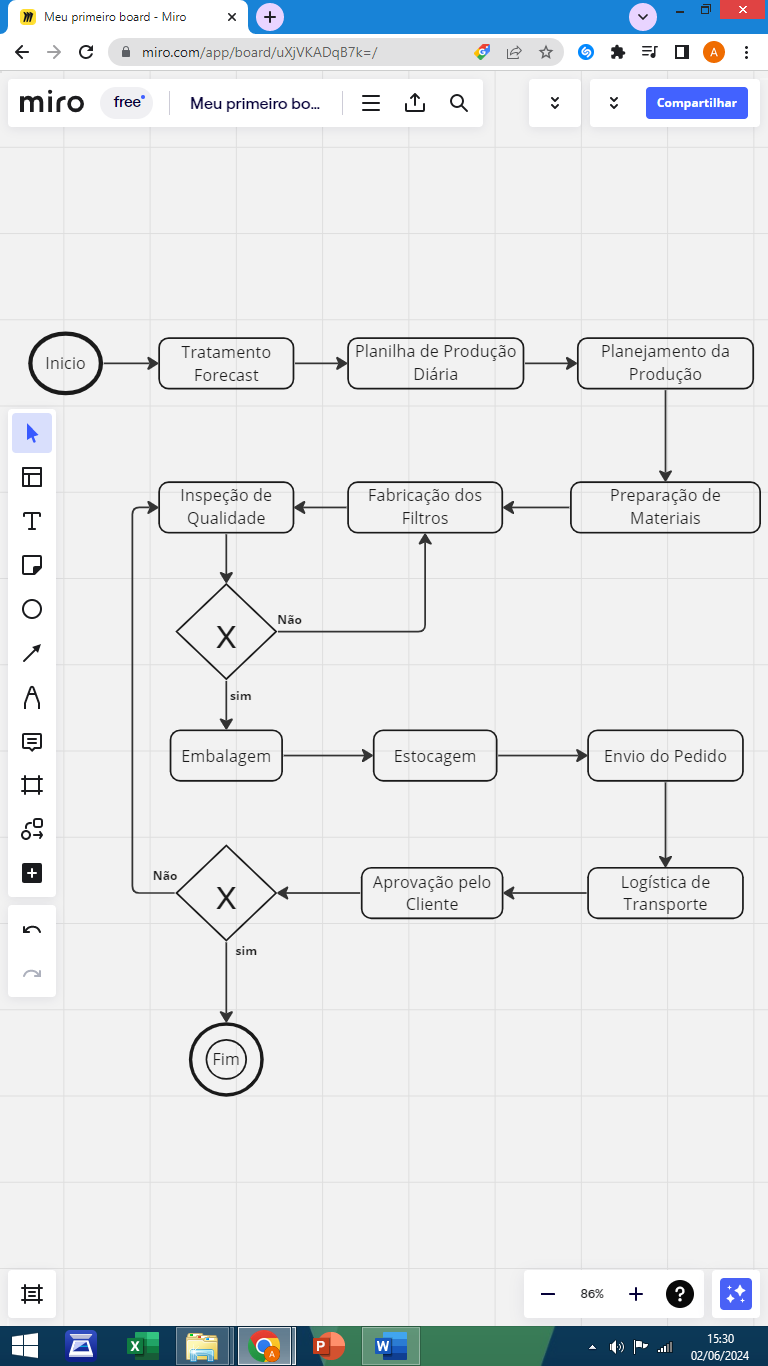 Meu primeiro board - Miro
miro.com/app/board/uXjVKADqB7k=/
A
miro
free
Meu primeiro bo...
Compartilhar
Inicio
Tratamento
Forecast
Planilha de Produção
Diária
Planejamento da
Produção
Inspeção de
Qualidade
Fabricação dos
Filtros
Preparação de
Materiais
X
Não
sim
Embalagem
Estocagem
Envio do Pedido
Não
X
Aprovação pelo
Cliente
Logística de
Transporte
sim
Fim
86%
?
15:30
02/06/2024